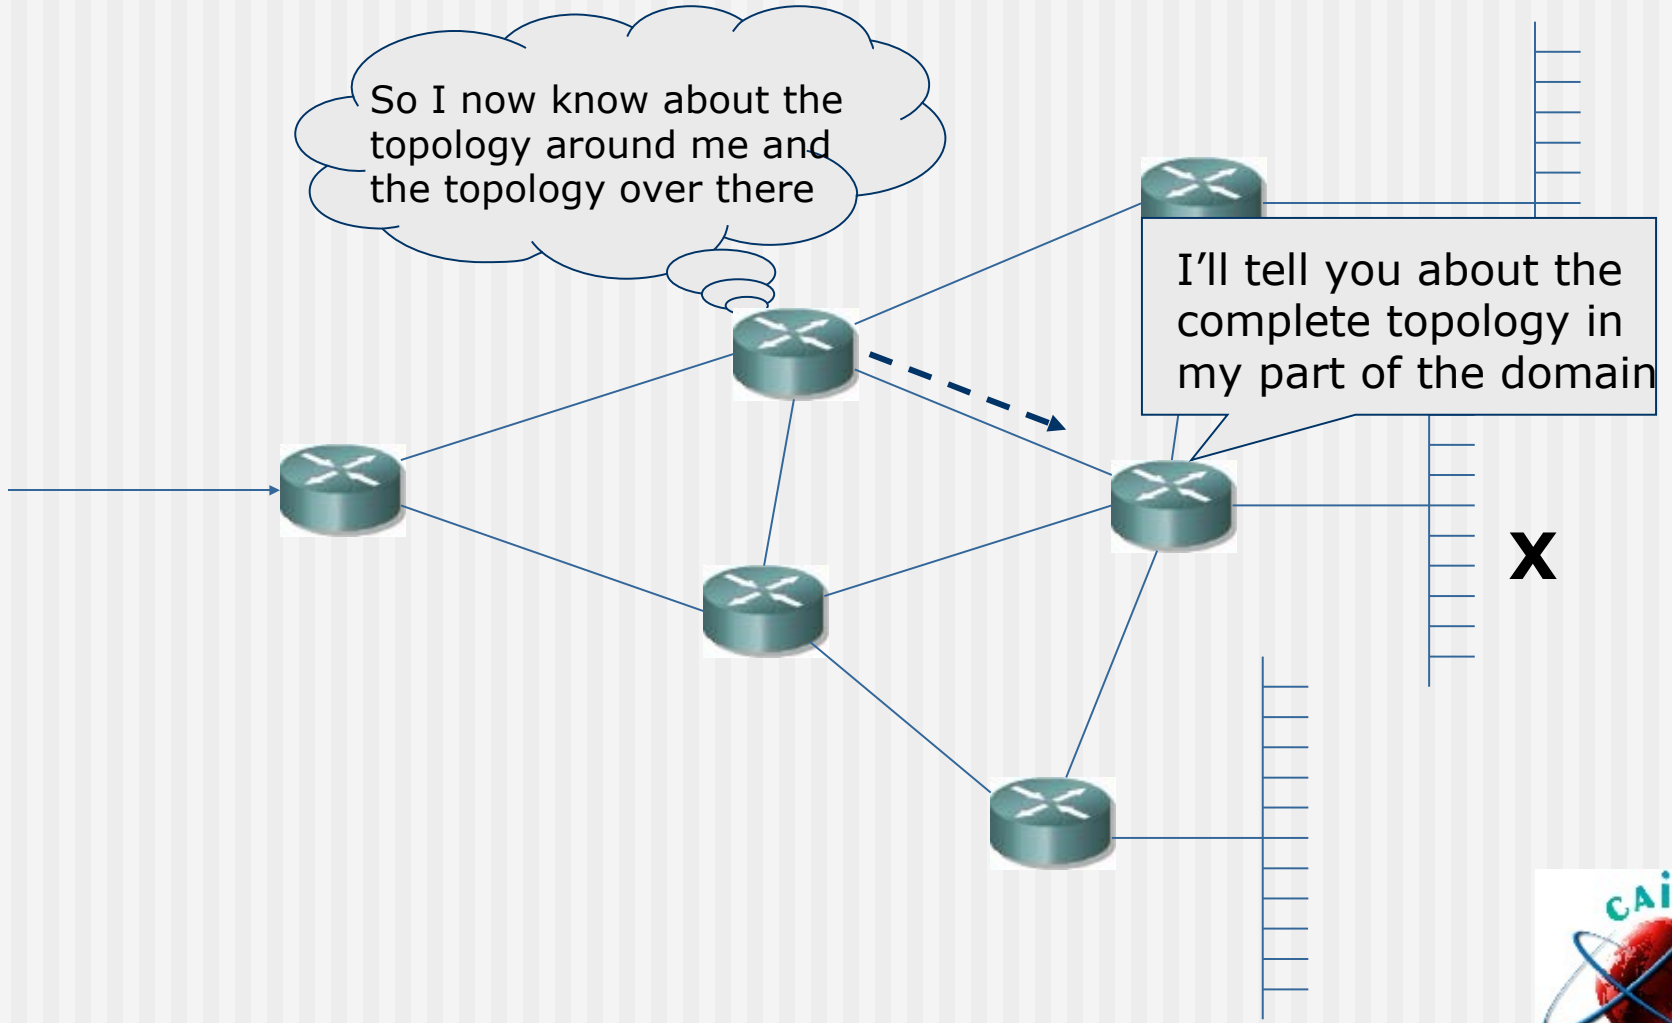 So I now know about the
topology around me and
the topology over there
I’ll tell you about the
complete topology in
my part of the domain
X
CAi